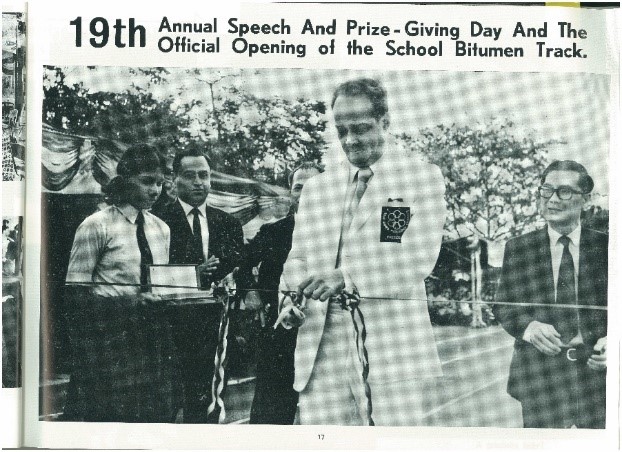 19th Annual Speech And Prize-Giving Day And The
Official Opening of the School Bitumen Track.
17